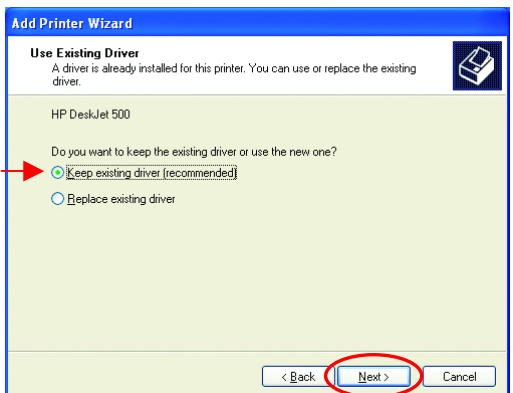 Add Printer Wizard
Use Existing Driver
A driver is already installed for this printer. You can use or replace the existing
driver.
HP DeskJet 500
Do you want to keep the existing driver or use the new one?
Keep existing driver (recommended)
Replace existing driver
< Back
Next >
Cancel